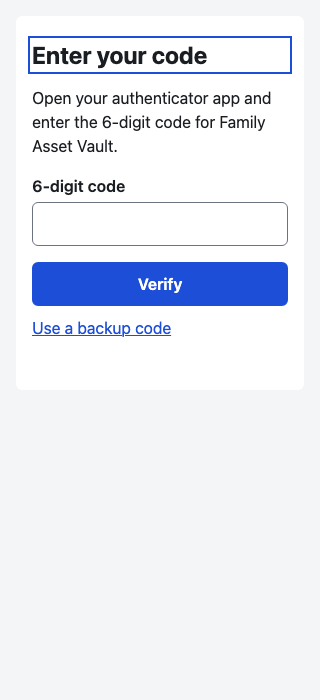 Enter your code
Open your authenticator app and
enter the 6-digit code for Family
Asset Vault.
6-digit code
Verify
Use a backup code